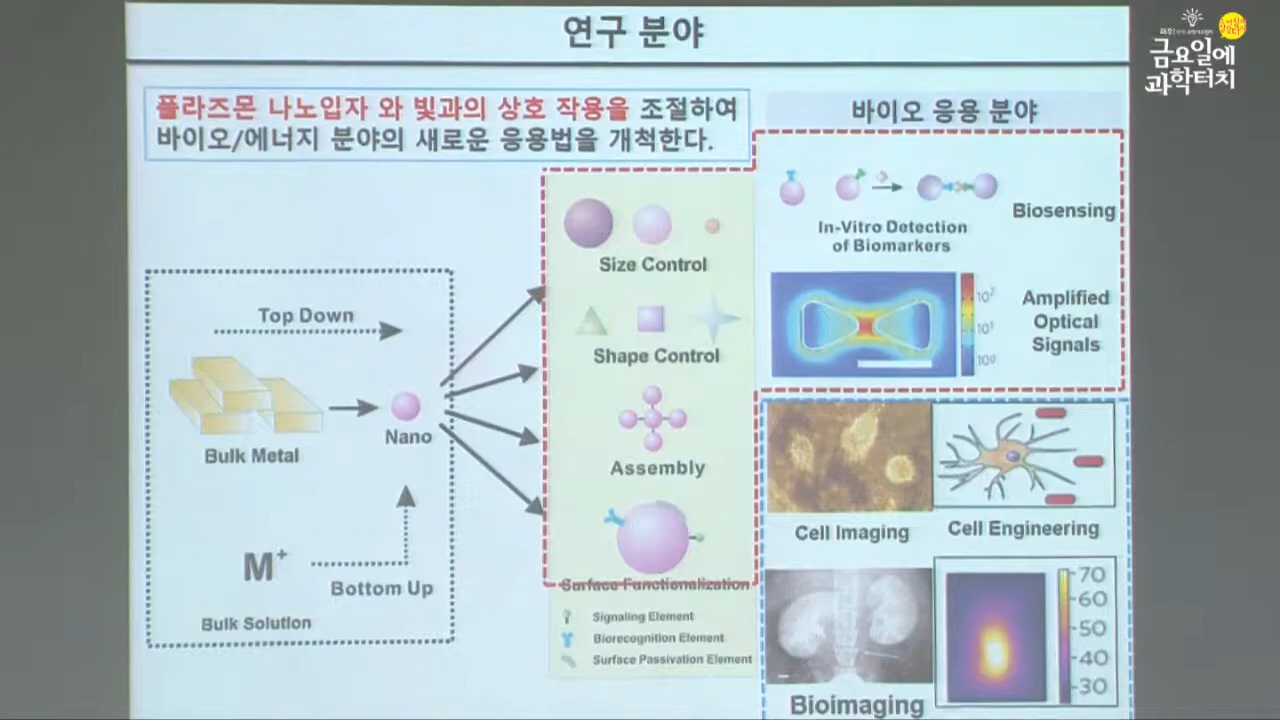 연구 분야
금요일에
과학터치
플라즈몬 나노입자 와 빛과의 상호 작용을 조절하여
바이오/에너지 분야의 새로운 응용법을 개척한다.
바이오 응용 분야
Top Down
Bulk Metal
Nano
M+
Bottom Up
Bulk Solution
Size Control
Shape Control
Assembly
Surface Functionalization
Signaling Element
Biorecognition Element
Surface Passivation Element
In-Vitro Detection
of Biomarkers
Biosensing
10²
10¹
10⁰
Amplified
Optical
Signals
Cell Imaging
Cell Engineering
Bioimaging
70
60
50
40
30